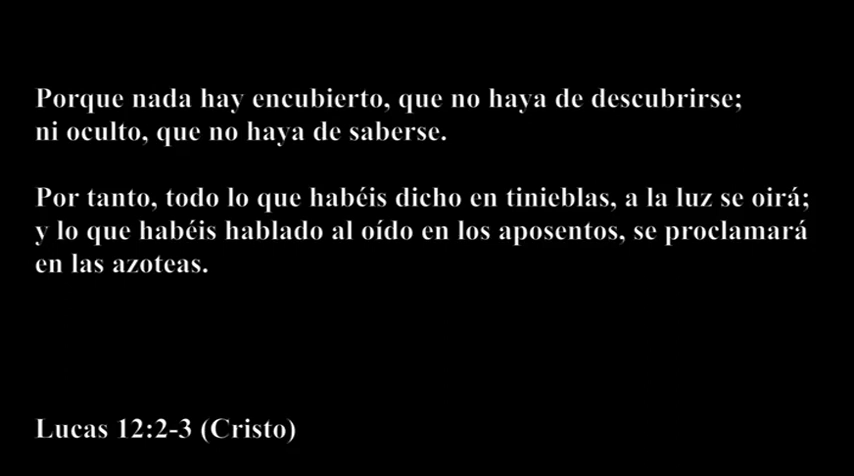 Porque nada hay encubierto, que no haya de descubrirse;
ni oculto, que no haya de saberse.
Por tanto, todo lo que habéis dicho en tinieblas, a la luz se oirá;
y lo que habéis hablado al oído en los aposentos, se proclamará
en las azoteas.
Lucas 12:2-3 (Cristo)